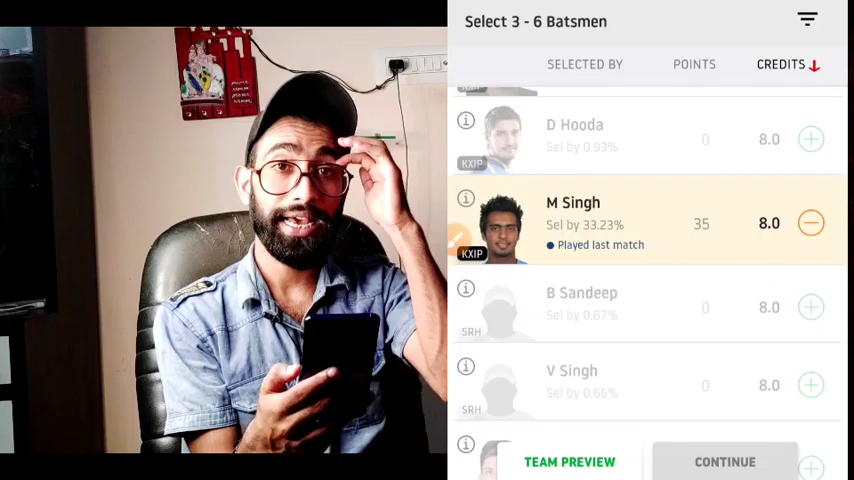 Select 3 - 6 Batsmen
SELECTED BY POINTS CREDITS
D Hooda
Sel by 0.93%
0 8.0
KXIP
M Singh
Sel by 33.23%
35 8.0
Played last match
KXIP
B Sandeep
Sel by 0.67%
0 8.0
SRH
V Singh
Sel by 0.66%
0 8.0
SRH
TEAM PREVIEW
CONTINUE